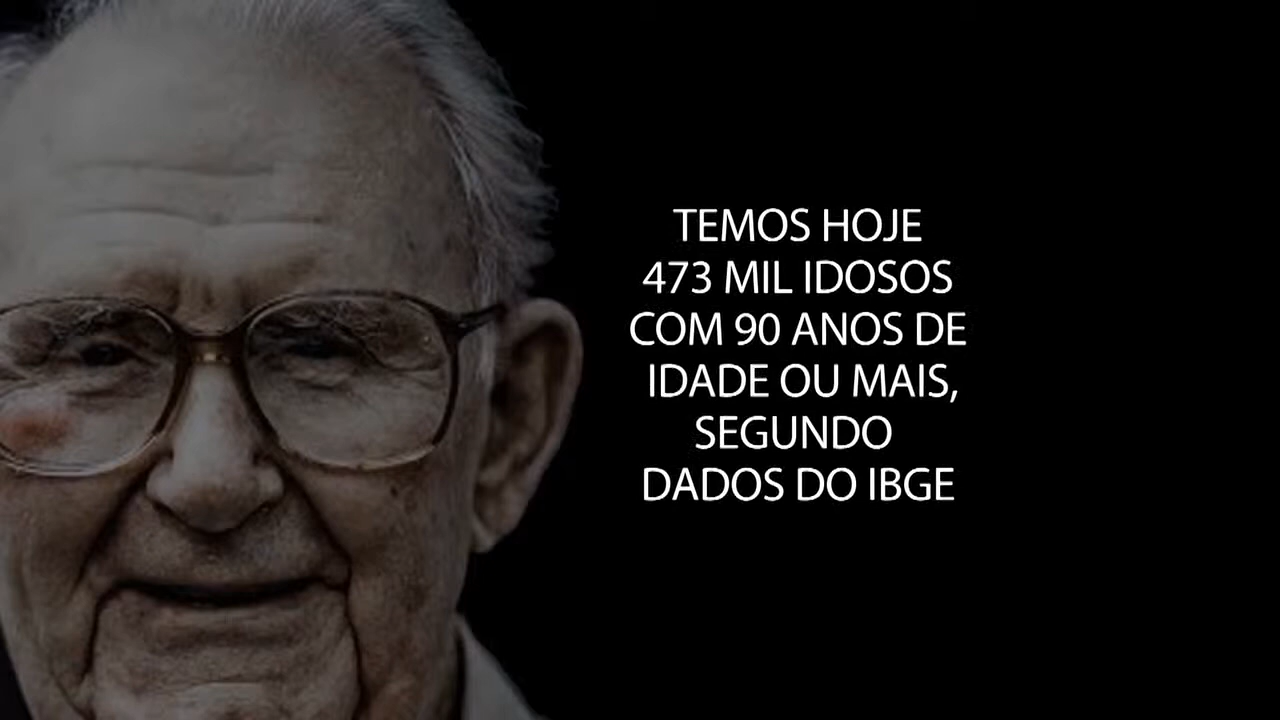 TEMOS HOJE
473 MIL IDOSOS
COM 90 ANOS DE
IDADE OU MAIS,
SEGUNDO
DADOS DO IBGE